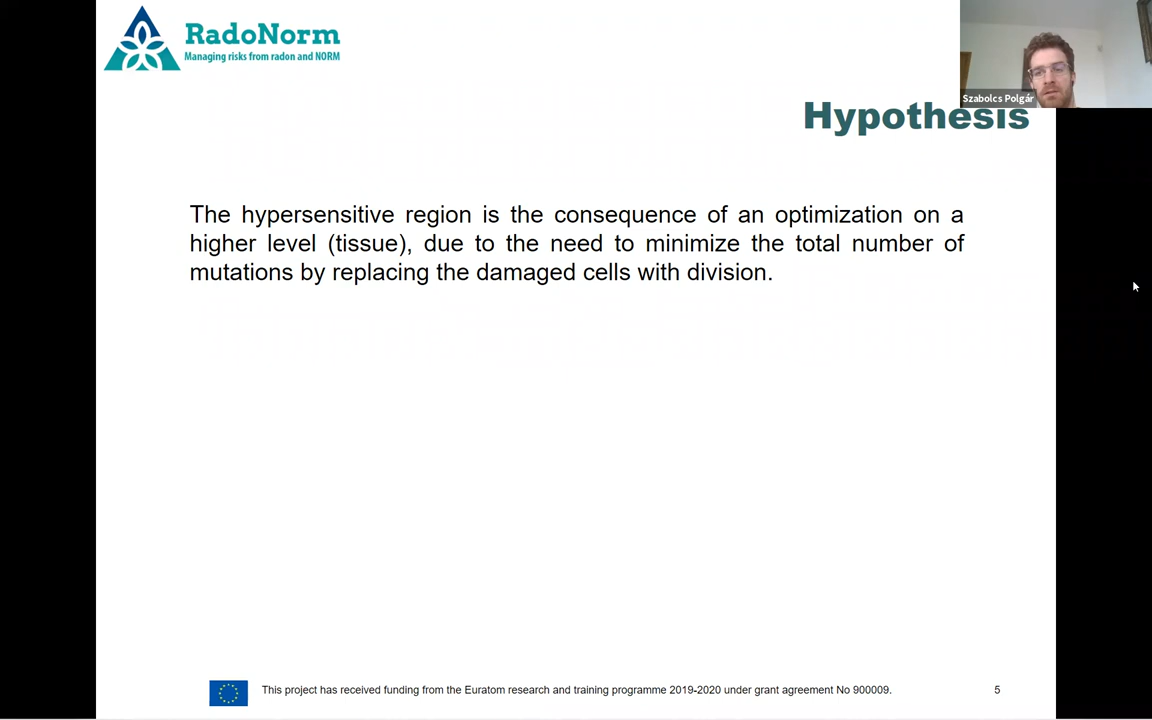 RadoNorm
Managing risks from radon and NORM
Szabolcs Polgár
Hypothesis
The hypersensitive region is the consequence of an optimization on a
higher level (tissue), due to the need to minimize the total number of
mutations by replacing the damaged cells with division.
This project has received funding from the Euratom research and training programme 2019-2020 under grant agreement No 900009.
5